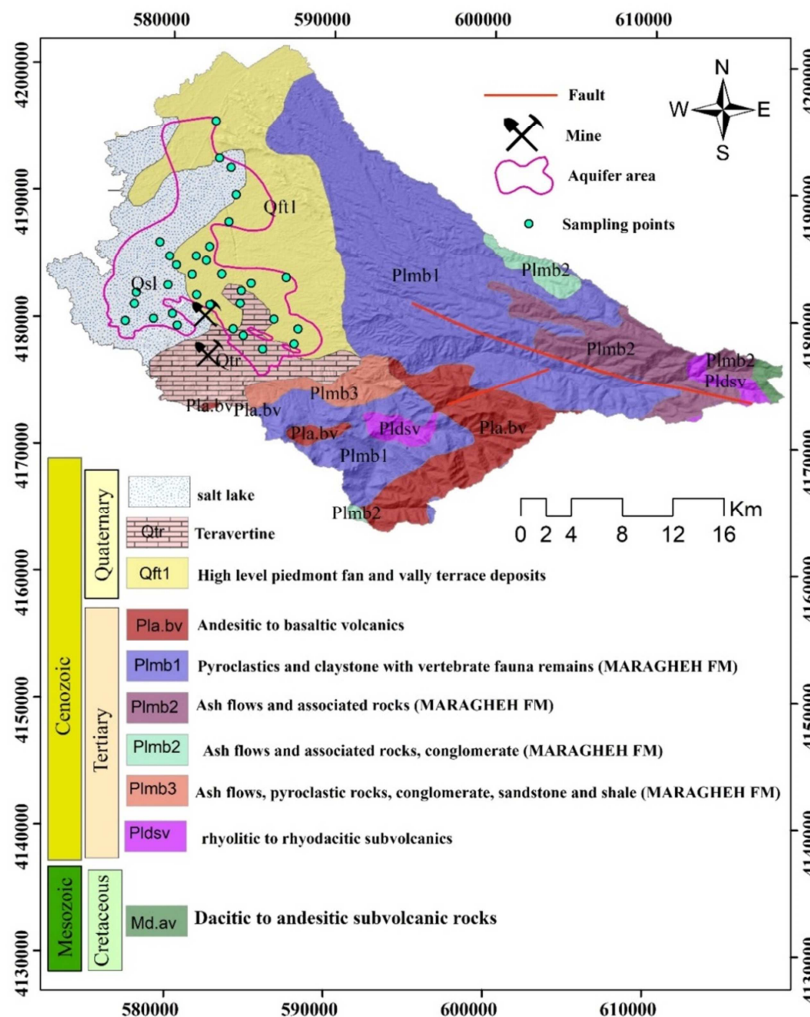 580000 590000 600000 610000
4200000
4190000
4180000
4170000
4160000
4150000
4140000
4130000
N
W E
S
Fault
Mine
Aquifer area
Sampling points
Qft1
Plmb1
Plmb2
Qsl
Plmb2
Plmb2
Pldsv
Qtr
Plmb3
Pla.bv
Pla.bv
Pla.bv
Pldsv
Pla.bv
Plmb1
Plmb2
0 2 4 8 12 16
Km
Cenozoic
Quaternary
salt lake
Qtr Teravertine
Qft1 High level piedmont fan and vally terrace deposits
Tertiary
Pla.bv Andesitic to basaltic volcanics
Plmb1 Pyroclastics and claystone with vertebrate fauna remains (MARAGHEH FM)
Plmb2 Ash flows and associated rocks (MARAGHEH FM)
Plmb2 Ash flows and associated rocks, conglomerate (MARAGHEH FM)
Plmb3 Ash flows, pyroclastic rocks, conglomerate, sandstone and shale (MARAGHEH FM)
Pldsv rhyolitic to rhyodacitic subvolcanics
Mesozoic
Cretaceous
Md.av Dacitic to andesitic subvolcanic rocks
580000 590000 600000 610000